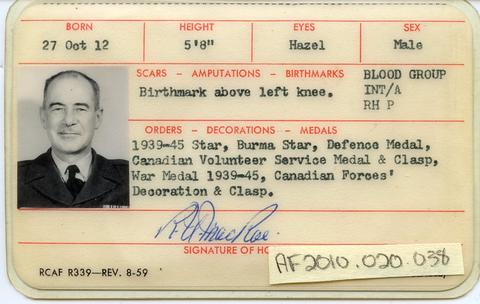 BORN HEIGHT EYES SEX
27 Oct 12 5'8" Hazel Male
SCARS - AMPUTATIONS - BIRTHMARKS BLOOD GROUP
Birthmark above left knee. INT/A
RH P
ORDERS - DECORATIONS - MEDALS
1939-45 Star, Burma Star, Defence Medal,
Canadian Volunteer Service Medal & Clasp,
War Medal 1939-45, Canadian Forces'
Decoration & Clasp.
SIGNATURE OF
AF2010.020.038
RCAF R339—REV. 8-59